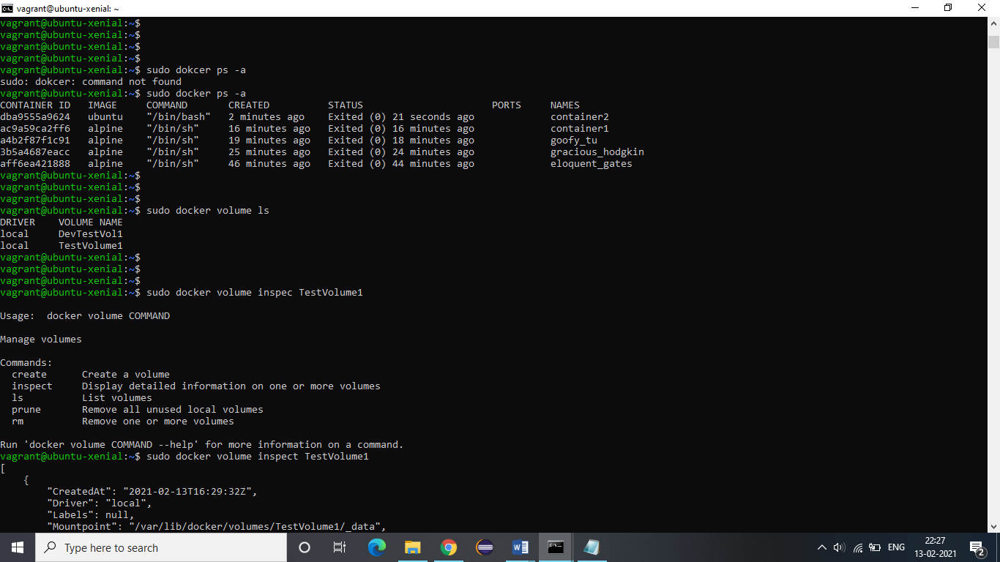 vagrant@ubuntu-xenial: ~
vagrant@ubuntu-xenial:~$
vagrant@ubuntu-xenial:~$
vagrant@ubuntu-xenial:~$
vagrant@ubuntu-xenial:~$
vagrant@ubuntu-xenial:~$ sudo dokcer ps -a
sudo: dokcer: command not found
vagrant@ubuntu-xenial:~$ sudo docker ps -a
CONTAINER ID   IMAGE     COMMAND       CREATED          STATUS                      PORTS     NAMES
dba9555a9624   ubuntu    "/bin/bash"   2 minutes ago    Exited (0) 21 seconds ago             container2
ac9a59ca2ff6   alpine    "/bin/sh"     16 minutes ago   Exited (0) 16 minutes ago             container1
a4b2f87f1c91   alpine    "/bin/sh"     19 minutes ago   Exited (0) 18 minutes ago             goofy_tu
3b5a4687eacc   alpine    "/bin/sh"     25 minutes ago   Exited (0) 24 minutes ago             gracious_hodgkin
aff6ea421888   alpine    "/bin/sh"     46 minutes ago   Exited (0) 44 minutes ago             eloquent_gates
vagrant@ubuntu-xenial:~$
vagrant@ubuntu-xenial:~$
vagrant@ubuntu-xenial:~$
vagrant@ubuntu-xenial:~$ sudo docker volume ls
DRIVER    VOLUME NAME
local     DevTestVol1
local     TestVolume1
vagrant@ubuntu-xenial:~$
vagrant@ubuntu-xenial:~$
vagrant@ubuntu-xenial:~$
vagrant@ubuntu-xenial:~$ sudo docker volume inspec TestVolume1
Usage:  docker volume COMMAND
Manage volumes
Commands:
  create      Create a volume
  inspect     Display detailed information on one or more volumes
  ls          List volumes
  prune       Remove all unused local volumes
  rm          Remove one or more volumes
Run 'docker volume COMMAND --help' for more information on a command.
vagrant@ubuntu-xenial:~$ sudo docker volume inspect TestVolume1
[
    {
        "CreatedAt": "2021-02-13T16:29:32Z",
        "Driver": "local",
        "Labels": null,
        "Mountpoint": "/var/lib/docker/volumes/TestVolume1/_data",
Type here to search
ENG
22:27
13-02-2021
2